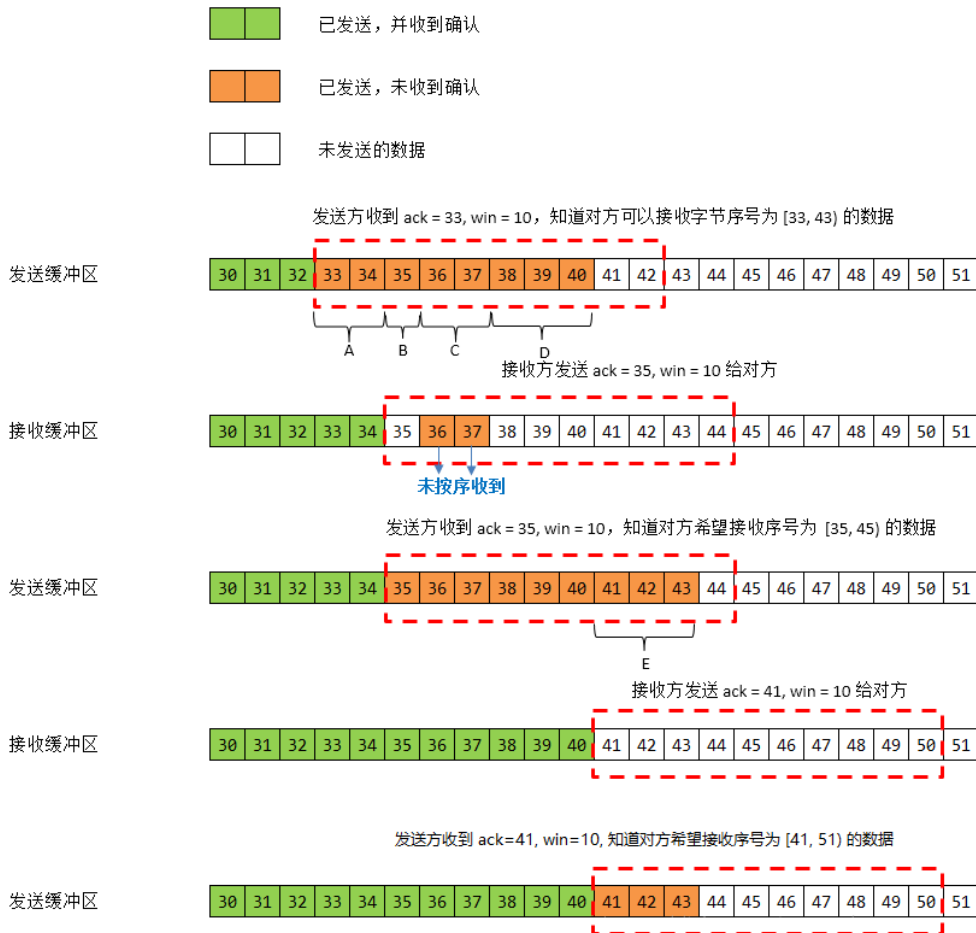 已发送，并收到确认
已发送，未收到确认
未发送的数据
发送方收到 ack = 33, win = 10，知道对方可以接收字节序号为 [33, 43) 的数据
发送缓冲区 30 31 32 33 34 35 36 37 38 39 40 41 42 43 44 45 46 47 48 49 50 51
A B C D
接收方发送 ack = 35, win = 10 给对方
接收缓冲区 30 31 32 33 34 35 36 37 38 39 40 41 42 43 44 45 46 47 48 49 50 51
未按序收到
发送方收到 ack = 35, win = 10，知道对方希望接收序号为 [35, 45) 的数据
发送缓冲区 30 31 32 33 34 35 36 37 38 39 40 41 42 43 44 45 46 47 48 49 50 51
E
接收方发送 ack = 41, win = 10 给对方
接收缓冲区 30 31 32 33 34 35 36 37 38 39 40 41 42 43 44 45 46 47 48 49 50 51
发送方收到 ack=41, win=10, 知道对方希望接收序号为 [41, 51) 的数据
发送缓冲区 30 31 32 33 34 35 36 37 38 39 40 41 42 43 44 45 46 47 48 49 50 51